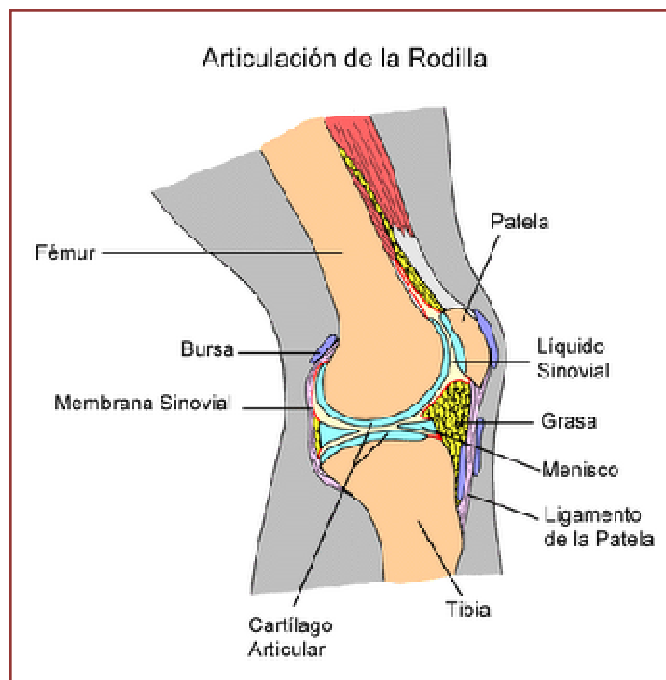 Articulación de la Rodilla
Patela
Fémur
Bursa
Líquido
Sinovial
Membrana Sinovial
Grasa
Menisco
Ligamento
de la Patela
Tibia
Cartílago
Articular